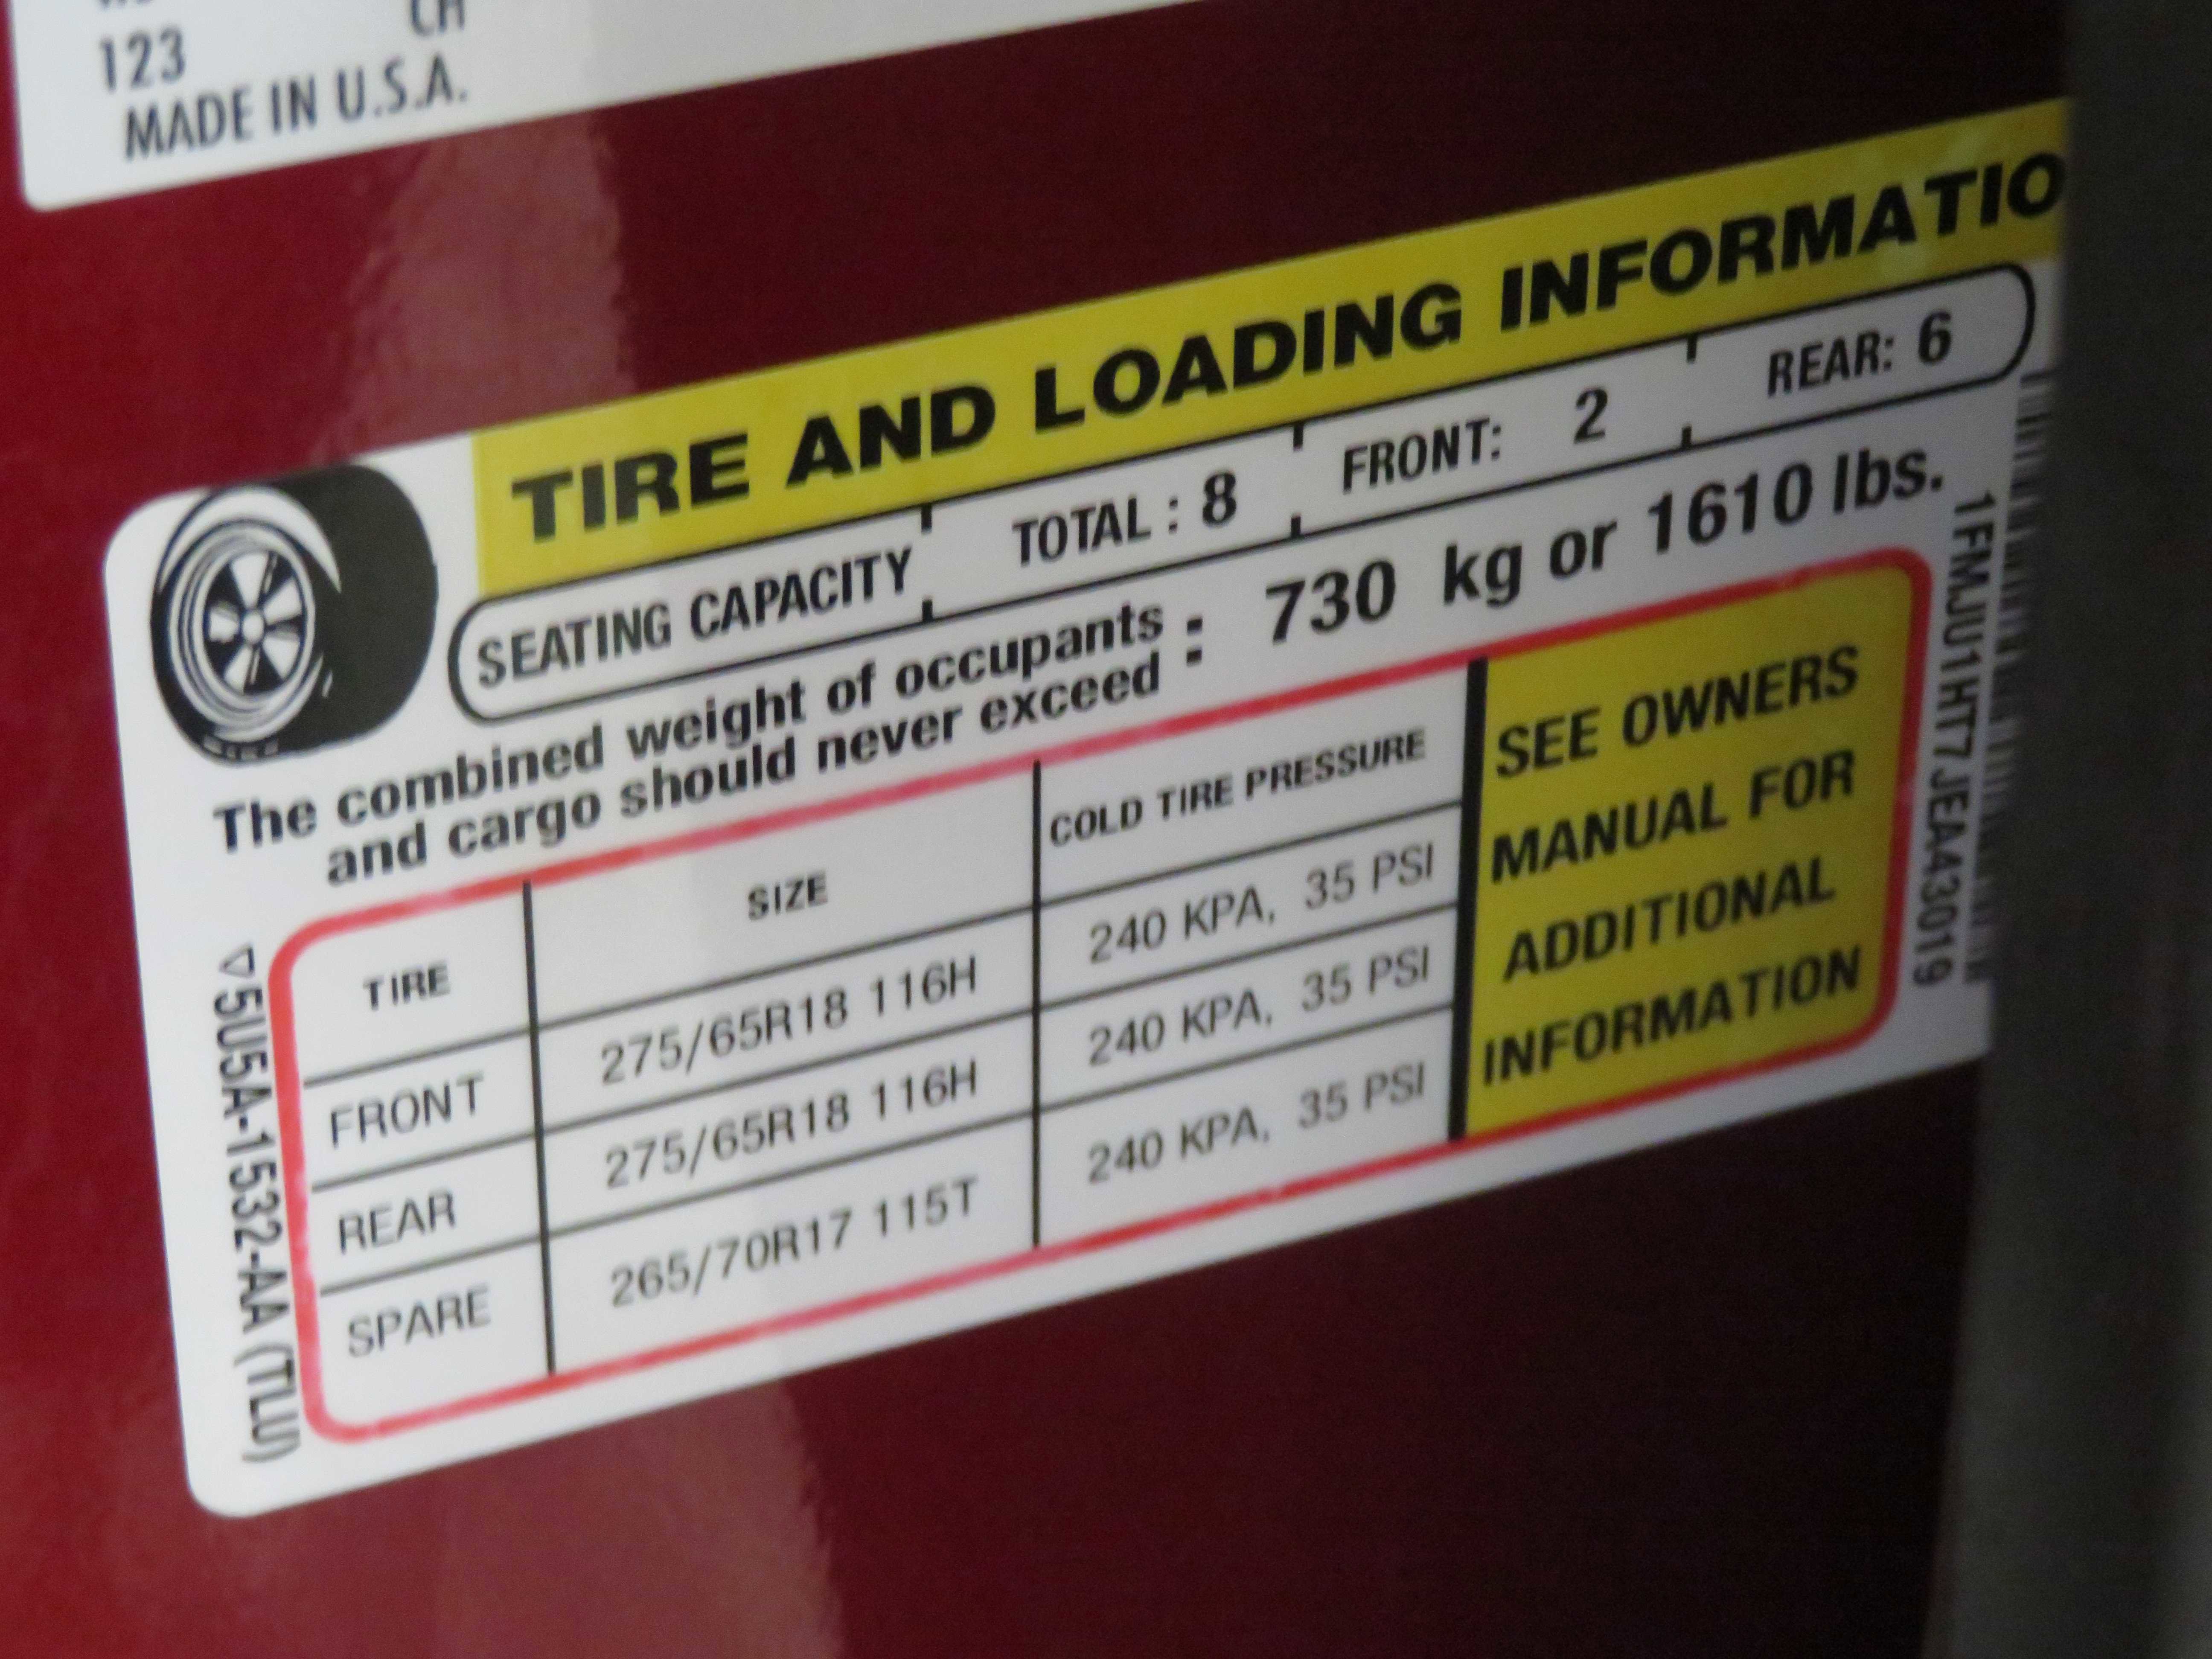 123 CH
MADE IN U.S.A.
TIRE AND LOADING INFORMATIO
SEATING CAPACITY TOTAL : 8 FRONT: 2 REAR: 6
The combined weight of occupants
and cargo should never exceed : 730 kg or 1610 lbs.
TIRE SIZE COLD TIRE PRESSURE
FRONT 275/65R18 116H 240 KPA, 35 PSI
REAR 275/65R18 116H 240 KPA, 35 PSI
SPARE 265/70R17 115T 240 KPA, 35 PSI
SEE OWNERS
MANUAL FOR
ADDITIONAL
INFORMATION
5U5A-1532-AA (TLU)
1FMJU1HT7JEA43019